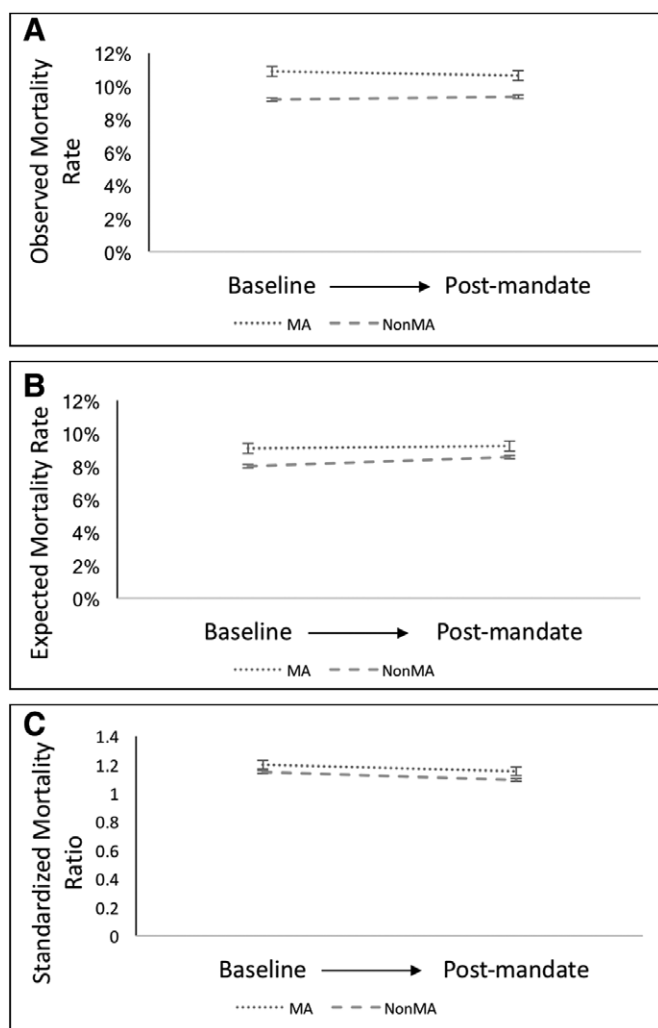 A
Observed Mortality
Rate
12%
10%
8%
6%
4%
2%
0%
Baseline
Post-mandate
MA
NonMA
B
Expected Mortality Rate
12%
10%
8%
6%
4%
2%
0%
Baseline
Post-mandate
MA
NonMA
C
Standardized Mortality
Ratio
1.4
1.2
1
0.8
0.6
0.4
0.2
0
Baseline
Post-mandate
MA
NonMA